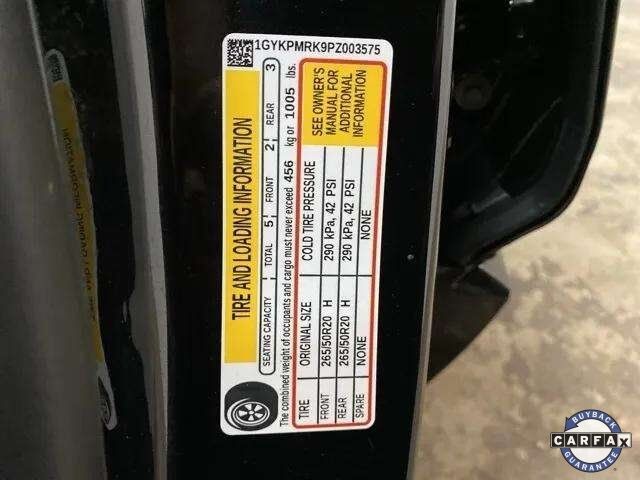 1GYKPMRK9PZ003575
TIRE AND LOADING INFORMATION
SEATING CAPACITY TOTAL 5 FRONT 2 REAR 3
The combined weight of occupants and cargo must never exceed 456 kg or 1005 lbs.
TIRE ORIGINAL SIZE COLD TIRE PRESSURE
FRONT 265/50R20 H 290 kPa, 42 PSI
REAR 265/50R20 H 290 kPa, 42 PSI
SPARE NONE NONE
SEE OWNER'S
MANUAL FOR
ADDITIONAL
INFORMATION
BUYBACK
CARFAX
GUARANTEE